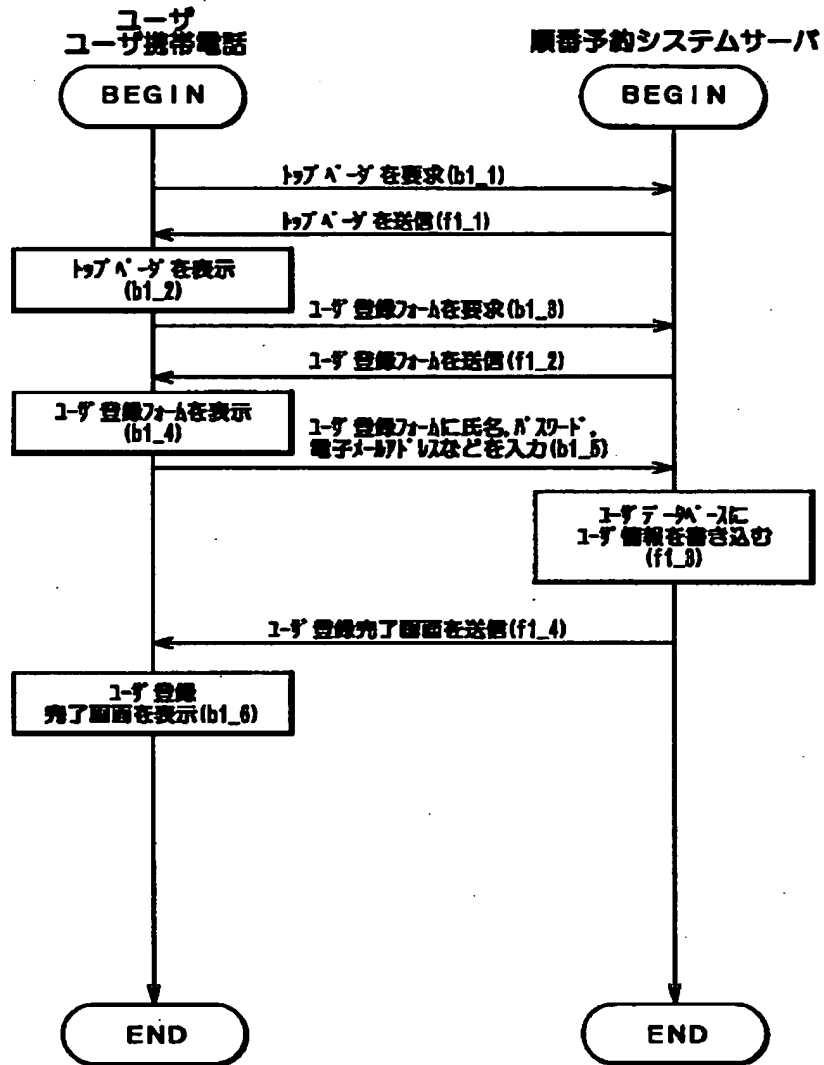 ユーザ
ユーザ携帯電話
順番予約システムサーバ
BEGIN
BEGIN
トップページを要求(b1_1)
トップページを送信(f1_1)
トップページを表示
(b1_2)
ユーザ登録フォームを要求(b1_3)
ユーザ登録フォームを送信(f1_2)
ユーザ登録フォームを表示
(b1_4)
ユーザ登録フォームに氏名,パスワード,
電子メールアドレスなどを入力(b1_5)
ユーザデータベースに
ユーザ情報を書き込む
(f1_3)
ユーザ登録完了画面を送信(f1_4)
ユーザ登録
完了画面を表示(b1_6)
END
END